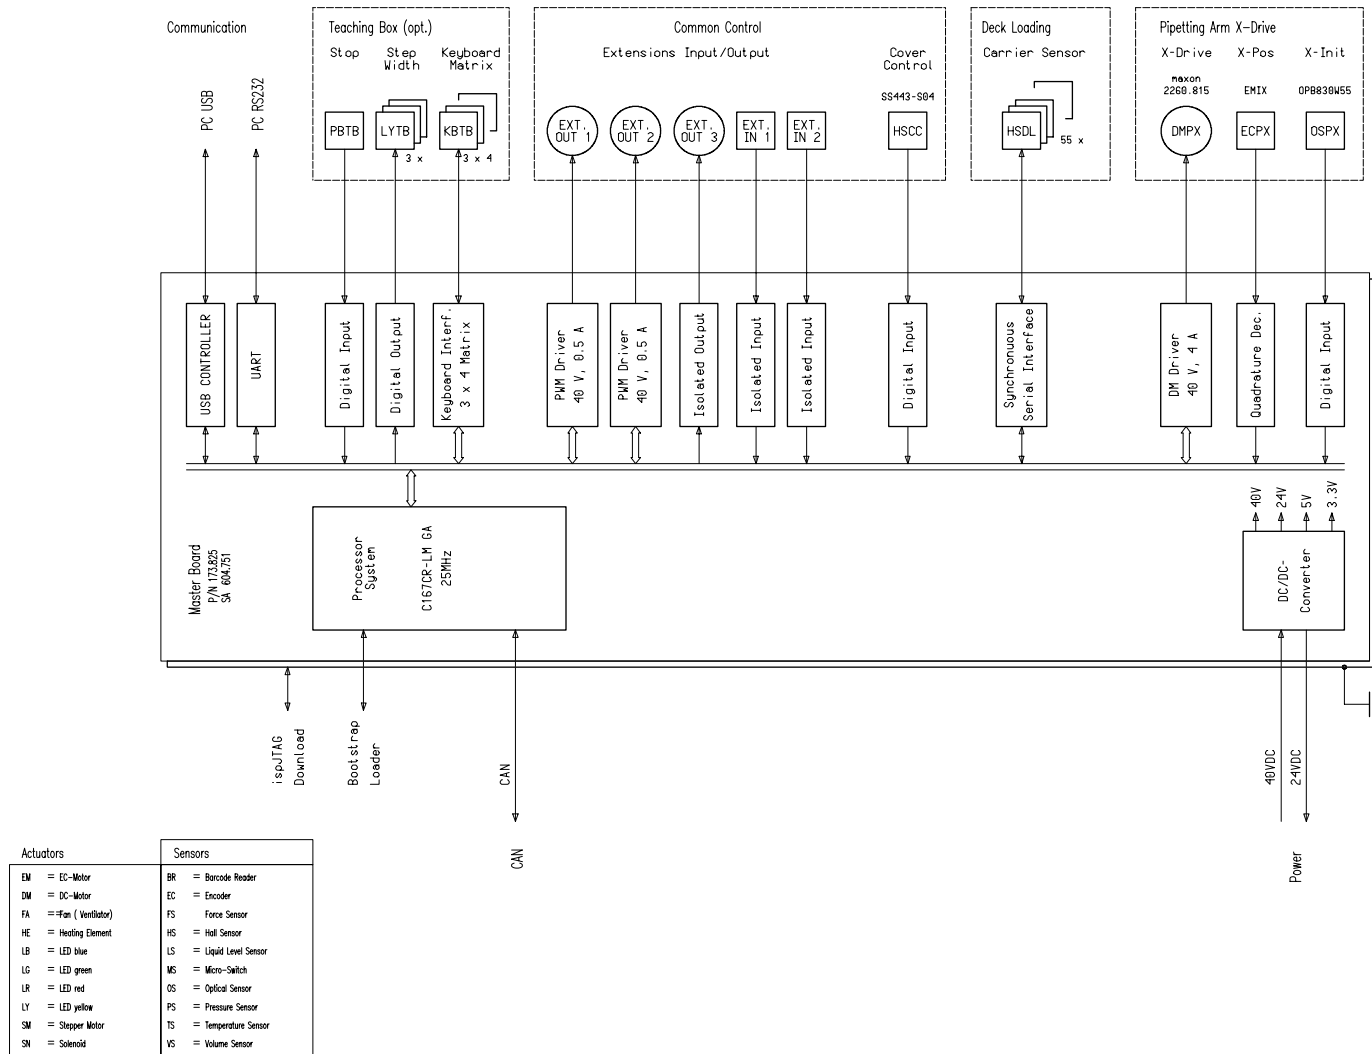 Communication
Teaching Box (opt.)
Common Control
Deck Loading
Pipetting Arm X-Drive
Stop
Step
Width
Keyboard
Matrix
Extensions Input/Output
Cover
Control
Carrier Sensor
X-Drive
X-Pos
X-Init
SS443-S04
maxon
2260.815
EMIX
OPB830W55
PC USB
PC RS232
PBTB
LYTB
3 x
KBTB
3 x 4
EXT.
OUT 1
EXT.
OUT 2
EXT.
OUT 3
EXT.
IN 1
EXT.
IN 2
HSCC
HSDL
55 x
DMPX
ECPX
OSPX
USB CONTROLLER
UART
Digital Input
Digital Output
Keyboard Interf.
3 x 4 Matrix
PWM Driver
40 V, 0.5 A
PWM Driver
40 V, 0.5 A
Isolated Output
Isolated Input
Isolated Input
Digital Input
Synchronuous
Serial Interface
DM Driver
40 V, 4 A
Quadrature Dec.
Digital Input
40V
24V
5V
3.3V
Master Board
P/N 173.825
SA 604.751
Processor
System
C167CR-LM GA
25MHz
DC/DC-
Converter
ispJTAG
Download
Bootstrap
Loader
CAN
CAN
40VDC
24VDC
Power
Actuators
EM = EC-Motor
DM = DC-Motor
FA ==Fan ( Ventilator)
HE = Heating Element
LB = LED blue
LG = LED green
LR = LED red
LY = LED yellow
SM = Stepper Motor
SN = Solenoid
Sensors
BR = Barcode Reader
EC = Encoder
FS Force Sensor
HS = Hall Sensor
LS = Liquid Level Sensor
MS = Micro-Switch
OS = Optical Sensor
PS = Pressure Sensor
TS = Temperature Sensor
VS = Volume Sensor